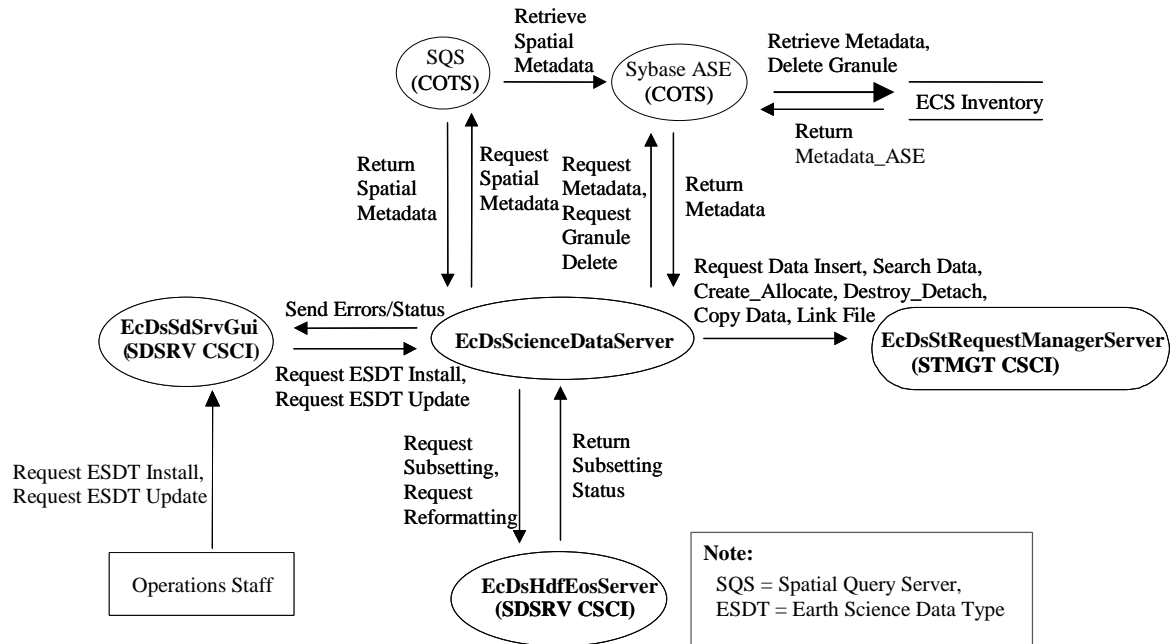 Retrieve
Spatial
Metadata
SQS
(COTS)
Sybase ASE
(COTS)
Retrieve Metadata,
Delete Granule
ECS Inventory
Return
Metadata_ASE
Return
Spatial
Metadata
Request
Spatial
Metadata
Request
Metadata,
Request
Granule
Delete
Return
Metadata
Request Data Insert, Search Data,
Create_Allocate, Destroy_Detach,
Copy Data, Link File
Send Errors/Status
EcDsSdSrvGui
(SDSRV CSCI)
EcDsScienceDataServer
EcDsStRequestManagerServer
(STMGT CSCI)
Request ESDT Install,
Request ESDT Update
Request ESDT Install,
Request ESDT Update
Request
Subsetting,
Request
Reformatting
Return
Subsetting
Status
Operations Staff
EcDsHdfEosServer
(SDSRV CSCI)
Note:
SQS = Spatial Query Server,
ESDT = Earth Science Data Type